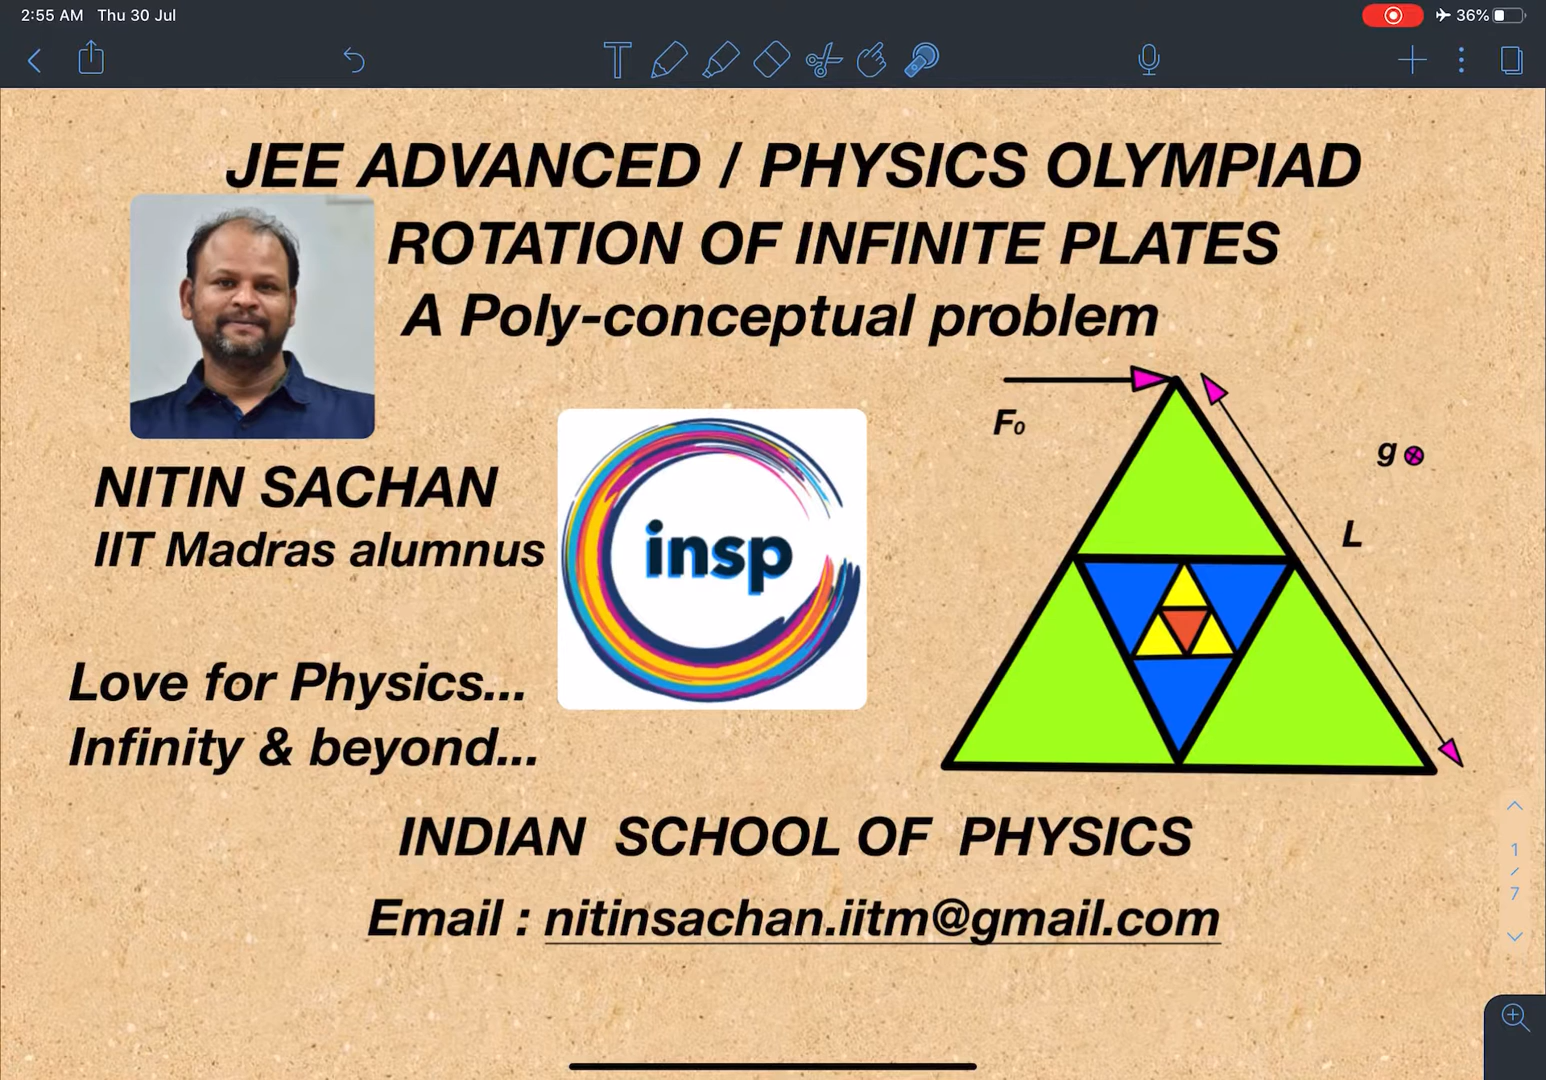 2:55 AM Thu 30 Jul
36%
JEE ADVANCED / PHYSICS OLYMPIAD
ROTATION OF INFINITE PLATES
A Poly-conceptual problem
F0
g
L
NITIN SACHAN
IIT Madras alumnus
insp
Love for Physics...
Infinity & beyond...
INDIAN SCHOOL OF PHYSICS
Email : nitinsachan.iitm@gmail.com
1
/
7